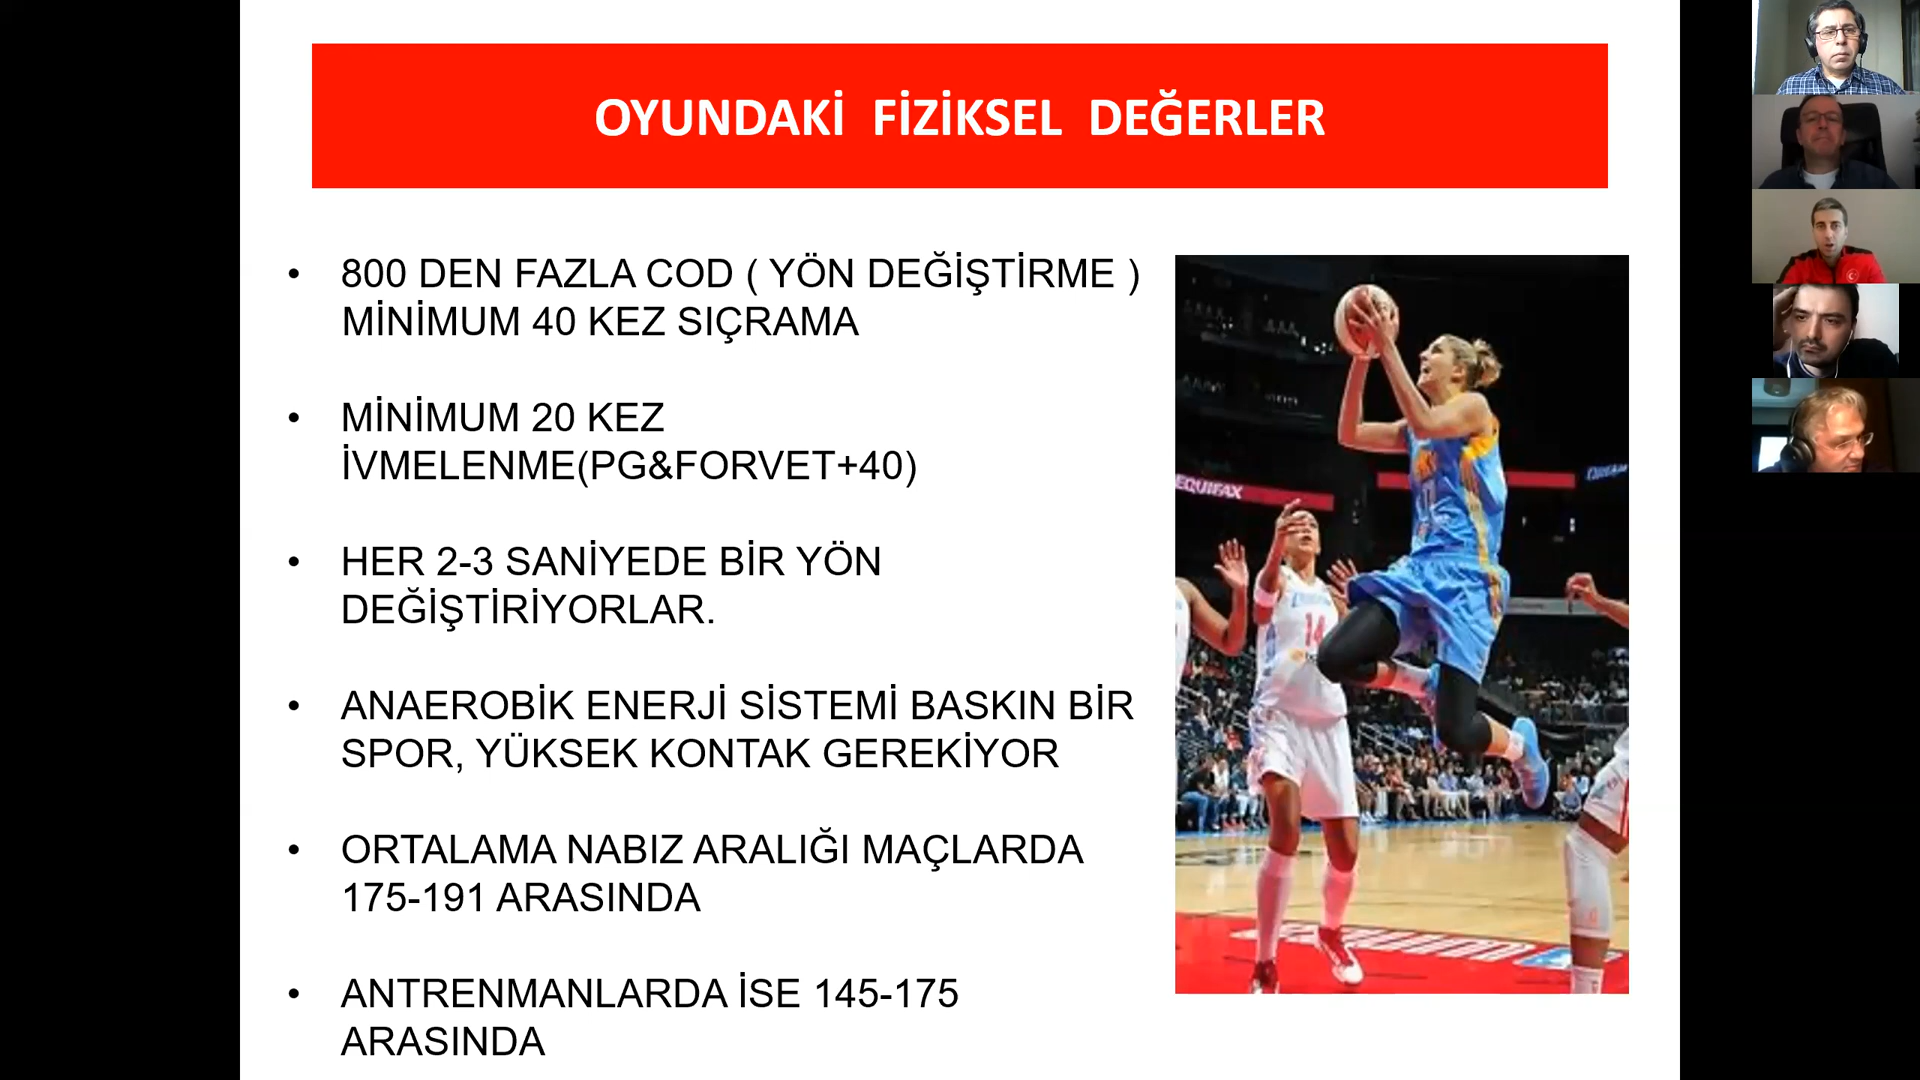 OYUNDAKİ FİZİKSEL DEĞERLER
• 800 DEN FAZLA COD ( YÖN DEĞİŞTİRME )
MİNİMUM 40 KEZ SIÇRAMA
• MİNİMUM 20 KEZ
İVMELENME(PG&FORVET+40)
• HER 2-3 SANİYEDE BİR YÖN
DEĞİŞTİRİYORLAR.
• ANAEROBİK ENERJİ SİSTEMİ BASKIN BİR
SPOR, YÜKSEK KONTAK GEREKİYOR
• ORTALAMA NABIZ ARALIĞI MAÇLARDA
175-191 ARASINDA
• ANTRENMANLARDA İSE 145-175
ARASINDA
EQUIFAX
14